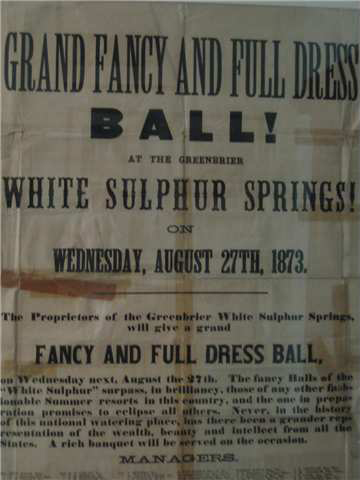 GRAND FANCY AND FULL DRESS
BALL!
AT THE GREENBRIER
WHITE SULPHUR SPRINGS!
ON
WEDNESDAY, AUGUST 27TH, 1873.
The Proprietors of the Greenbrier White Sulphur Springs,
will give a grand
FANCY AND FULL DRESS BALL,
on Wednesday next, August the 27th. The fancy Balls of the
"White Sulphur" surpass, in brilliancy, those of any other fash-
ionable Summer resorts in this country, and the one in prepa-
ration promises to eclipse all others. Never, in the history
of this national watering place, has there been a grander rep-
resentation of the wealth, beauty and intellect from all the
States. A rich banquet will be served on the occasion.
MANAGERS.